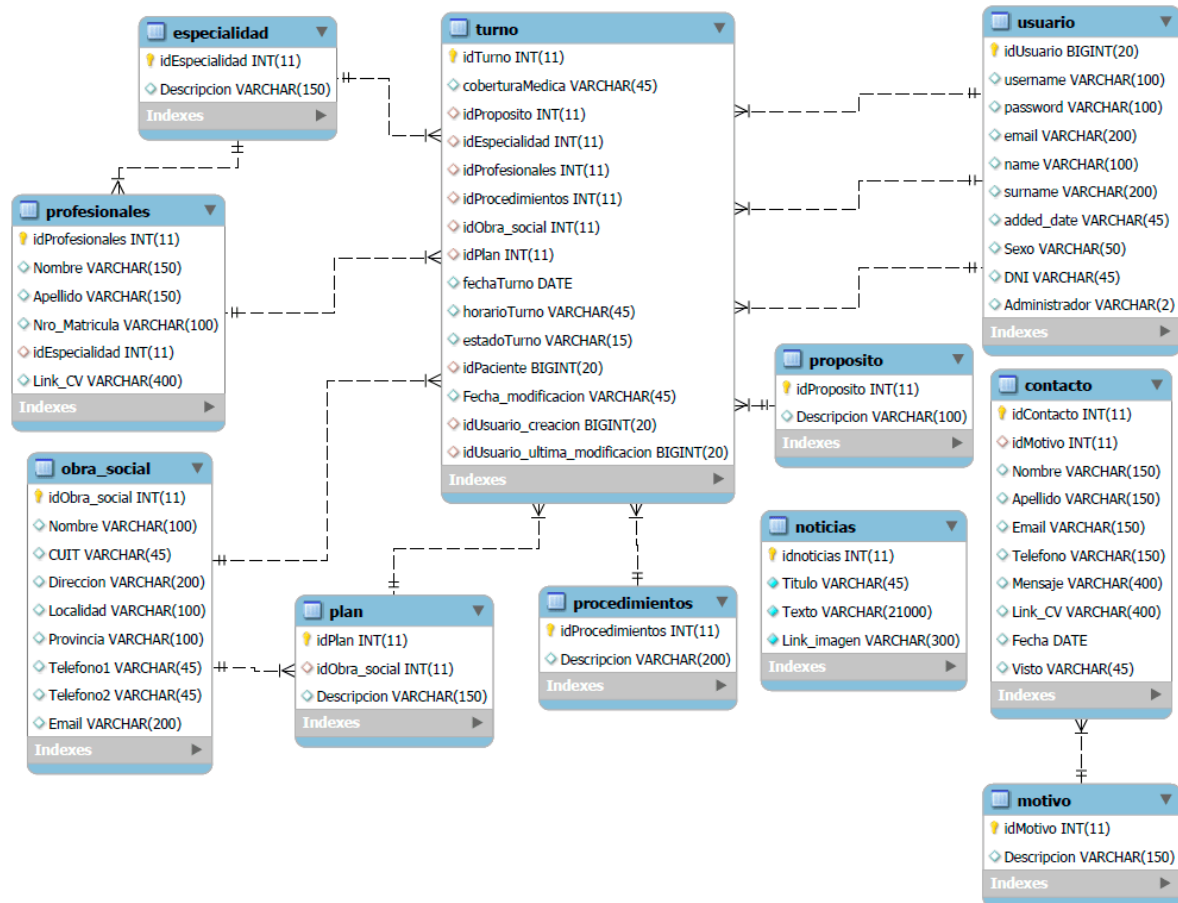 especialidad
idEspecialidad INT(11)
Descripcion VARCHAR(150)
Indexes
turno
idTurno INT(11)
coberturaMedica VARCHAR(45)
idProposito INT(11)
idEspecialidad INT(11)
idProfesionales INT(11)
idProcedimientos INT(11)
idObra_social INT(11)
idPlan INT(11)
fechaTurno DATE
horarioTurno VARCHAR(45)
estadoTurno VARCHAR(15)
idPaciente BIGINT(20)
Fecha_modificacion VARCHAR(45)
idUsuario_creacion BIGINT(20)
idUsuario_ultima_modificacion BIGINT(20)
Indexes
usuario
idUsuario BIGINT(20)
username VARCHAR(100)
password VARCHAR(100)
email VARCHAR(200)
name VARCHAR(100)
surname VARCHAR(200)
added_date VARCHAR(45)
Sexo VARCHAR(50)
DNI VARCHAR(45)
Administrador VARCHAR(2)
Indexes
profesionales
idProfesionales INT(11)
Nombre VARCHAR(150)
Apellido VARCHAR(150)
Nro_Matricula VARCHAR(100)
idEspecialidad INT(11)
Link_CV VARCHAR(400)
Indexes
proposito
idProposito INT(11)
Descripcion VARCHAR(100)
Indexes
contacto
idContacto INT(11)
idMotivo INT(11)
Nombre VARCHAR(150)
Apellido VARCHAR(150)
Email VARCHAR(150)
Telefono VARCHAR(150)
Mensaje VARCHAR(400)
Link_CV VARCHAR(400)
Fecha DATE
Visto VARCHAR(45)
Indexes
obra_social
idObra_social INT(11)
Nombre VARCHAR(100)
CUIT VARCHAR(45)
Direccion VARCHAR(200)
Localidad VARCHAR(100)
Provincia VARCHAR(100)
Telefono1 VARCHAR(45)
Telefono2 VARCHAR(45)
Email VARCHAR(200)
Indexes
plan
idPlan INT(11)
idObra_social INT(11)
Descripcion VARCHAR(150)
Indexes
procedimientos
idProcedimientos INT(11)
Descripcion VARCHAR(200)
Indexes
noticias
idnoticias INT(11)
Titulo VARCHAR(45)
Texto VARCHAR(21000)
Link_imagen VARCHAR(300)
Indexes
motivo
idMotivo INT(11)
Descripcion VARCHAR(150)
Indexes